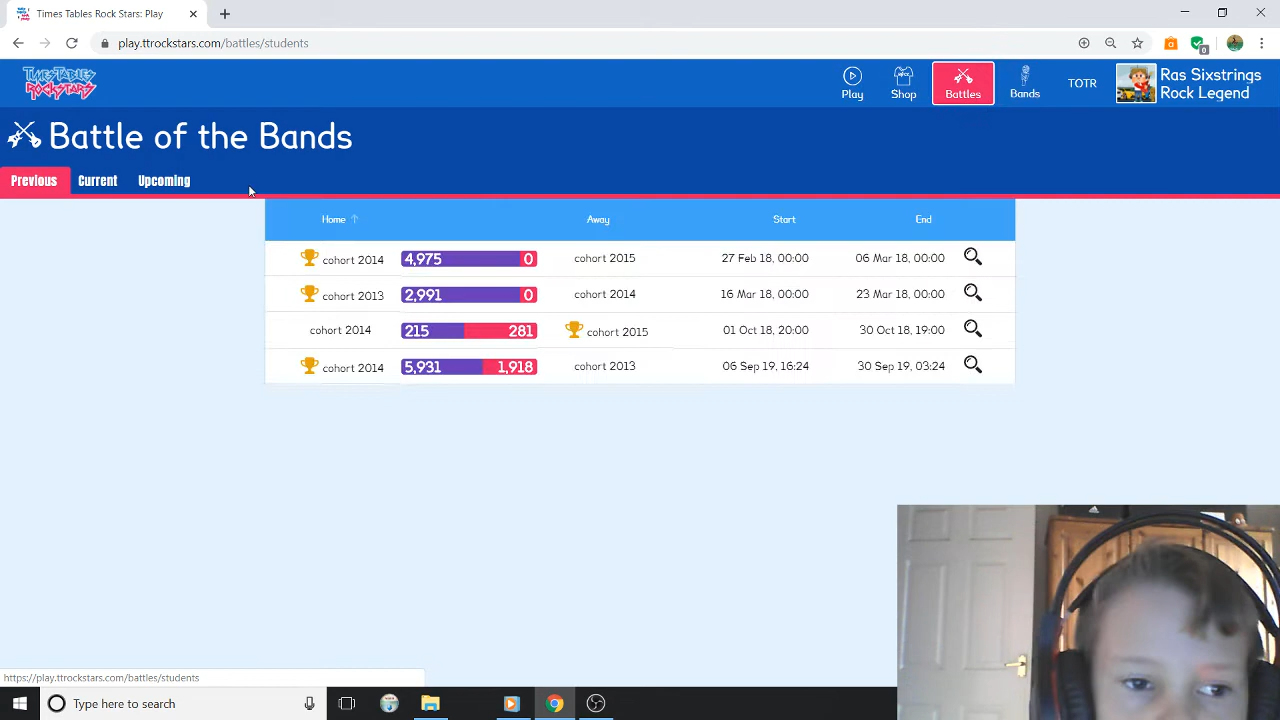 Times Tables Rock Stars: Play
play.ttrockstars.com/battles/students
0
TIMES TABLES
ROCKSTARS
Play
Shop
Battles
Bands
TOTR
Ras Sixstrings
Rock Legend
Battle of the Bands
Previous Current Upcoming
Home ↑ Away Start End
cohort 2014 4,975 0 cohort 2015 27 Feb 18, 00:00 06 Mar 18, 00:00
cohort 2013 2,991 0 cohort 2014 16 Mar 18, 00:00 23 Mar 18, 00:00
cohort 2014 215 281 cohort 2015 01 Oct 18, 20:00 30 Oct 18, 19:00
cohort 2014 5,931 1,918 cohort 2013 06 Sep 19, 16:24 30 Sep 19, 03:24
https://play.ttrockstars.com/battles/students
Type here to search